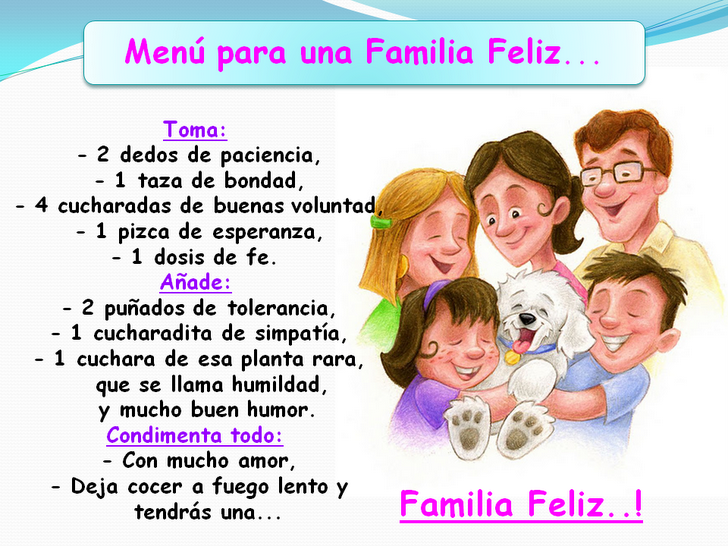 Menú para una Familia Feliz...
Toma:
- 2 dedos de paciencia,
- 1 taza de bondad,
- 4 cucharadas de buenas voluntad,
- 1 pizca de esperanza,
- 1 dosis de fe.
Añade:
- 2 puñados de tolerancia,
- 1 cucharadita de simpatía,
- 1 cuchara de esa planta rara,
que se llama humildad,
y mucho buen humor.
Condimenta todo:
- Con mucho amor,
- Deja cocer a fuego lento y
tendrás una...
Familia Feliz..!